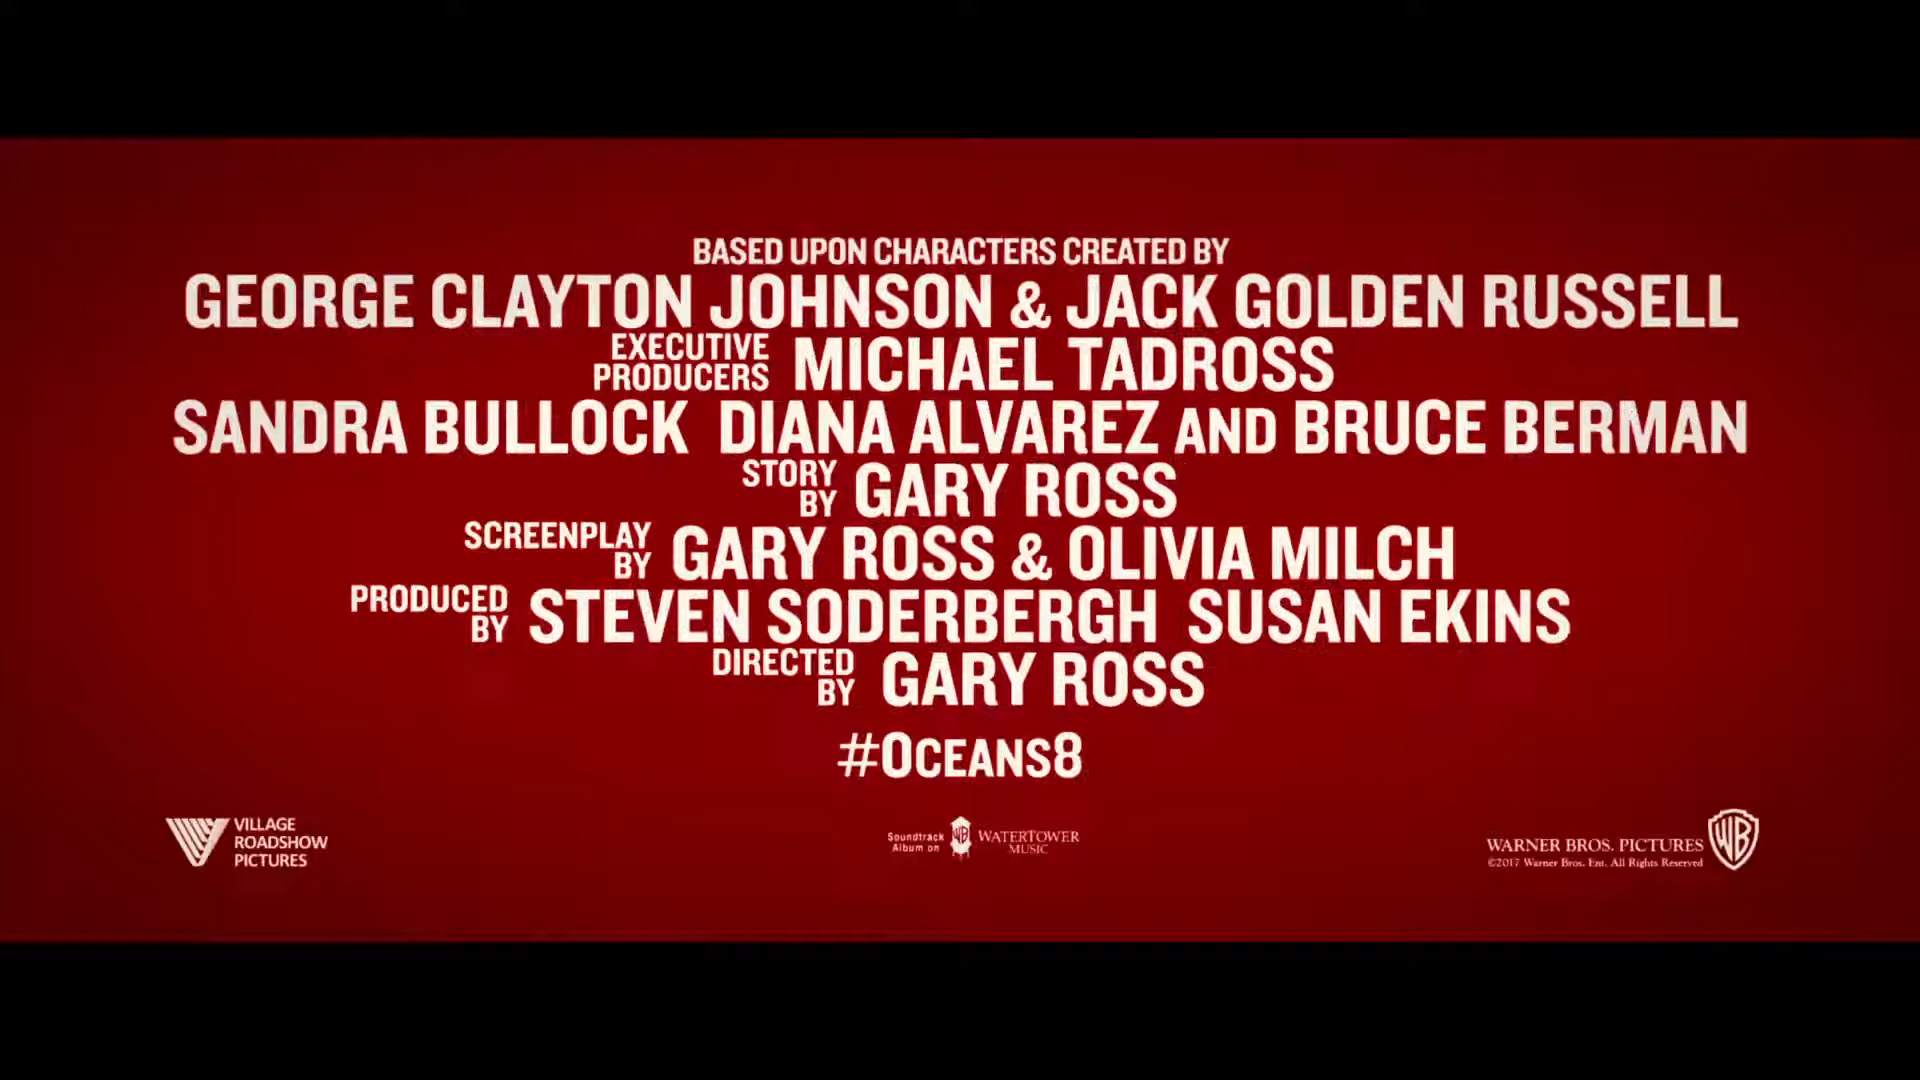 BASED UPON CHARACTERS CREATED BY
GEORGE CLAYTON JOHNSON & JACK GOLDEN RUSSELL
EXECUTIVE PRODUCERS MICHAEL TADROSS
SANDRA BULLOCK DIANA ALVAREZ AND BRUCE BERMAN
STORY BY GARY ROSS
SCREENPLAY BY GARY ROSS & OLIVIA MILCH
PRODUCED BY STEVEN SODERBERGH SUSAN EKINS
DIRECTED BY GARY ROSS
#OCEANS8
VILLAGE
ROADSHOW
PICTURES
Soundtrack
Album on
WB
WATERTOWER
MUSIC
WARNER BROS. PICTURES
©2017 Warner Bros. Ent. All Rights Reserved
WB